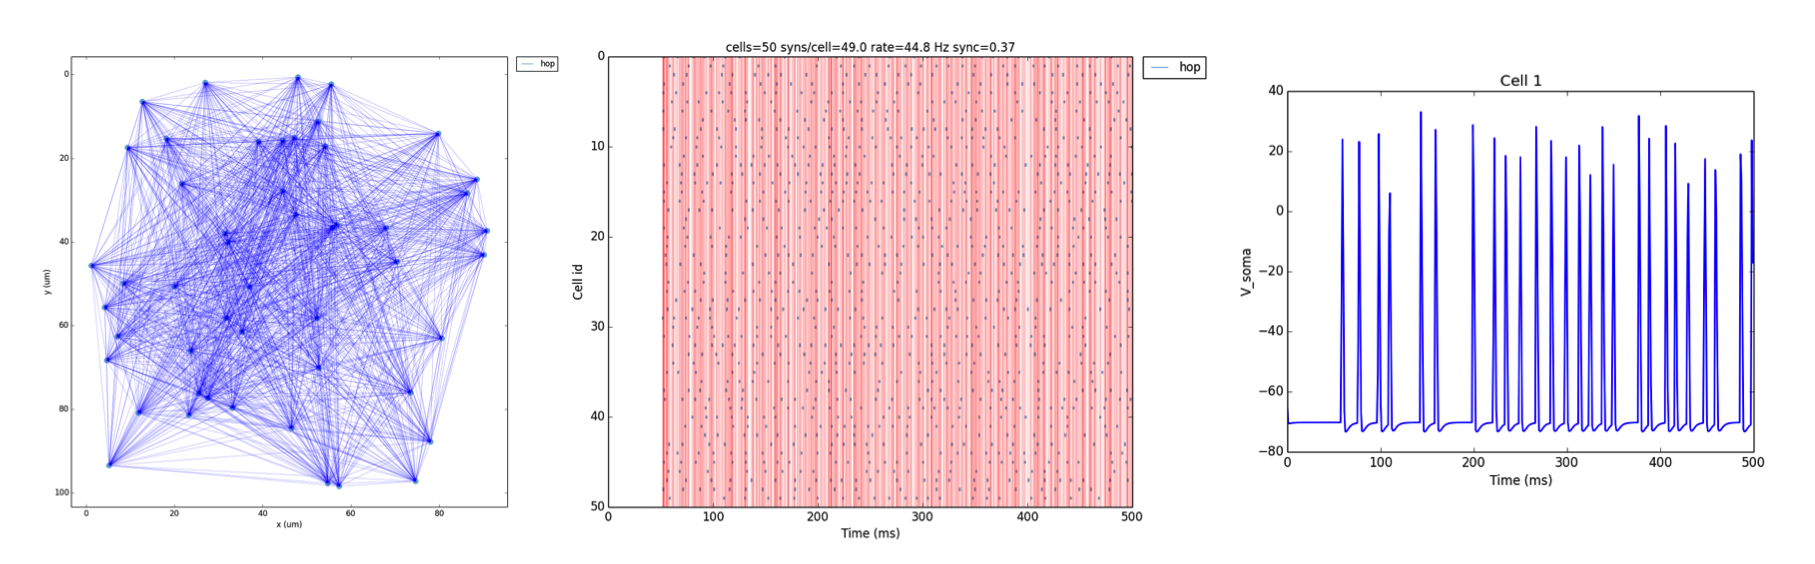 hop
0
20
40
60
80
100
y (um)
0 20 40 60 80
x (um)
cells=50 syns/cell=49.0 rate=44.8 Hz sync=0.37
hop
0
10
20
30
40
50
Cell id
0 100 200 300 400 500
Time (ms)
Cell 1
40
20
0
−20
−40
−60
−80
V_soma
0 100 200 300 400 500
Time (ms)